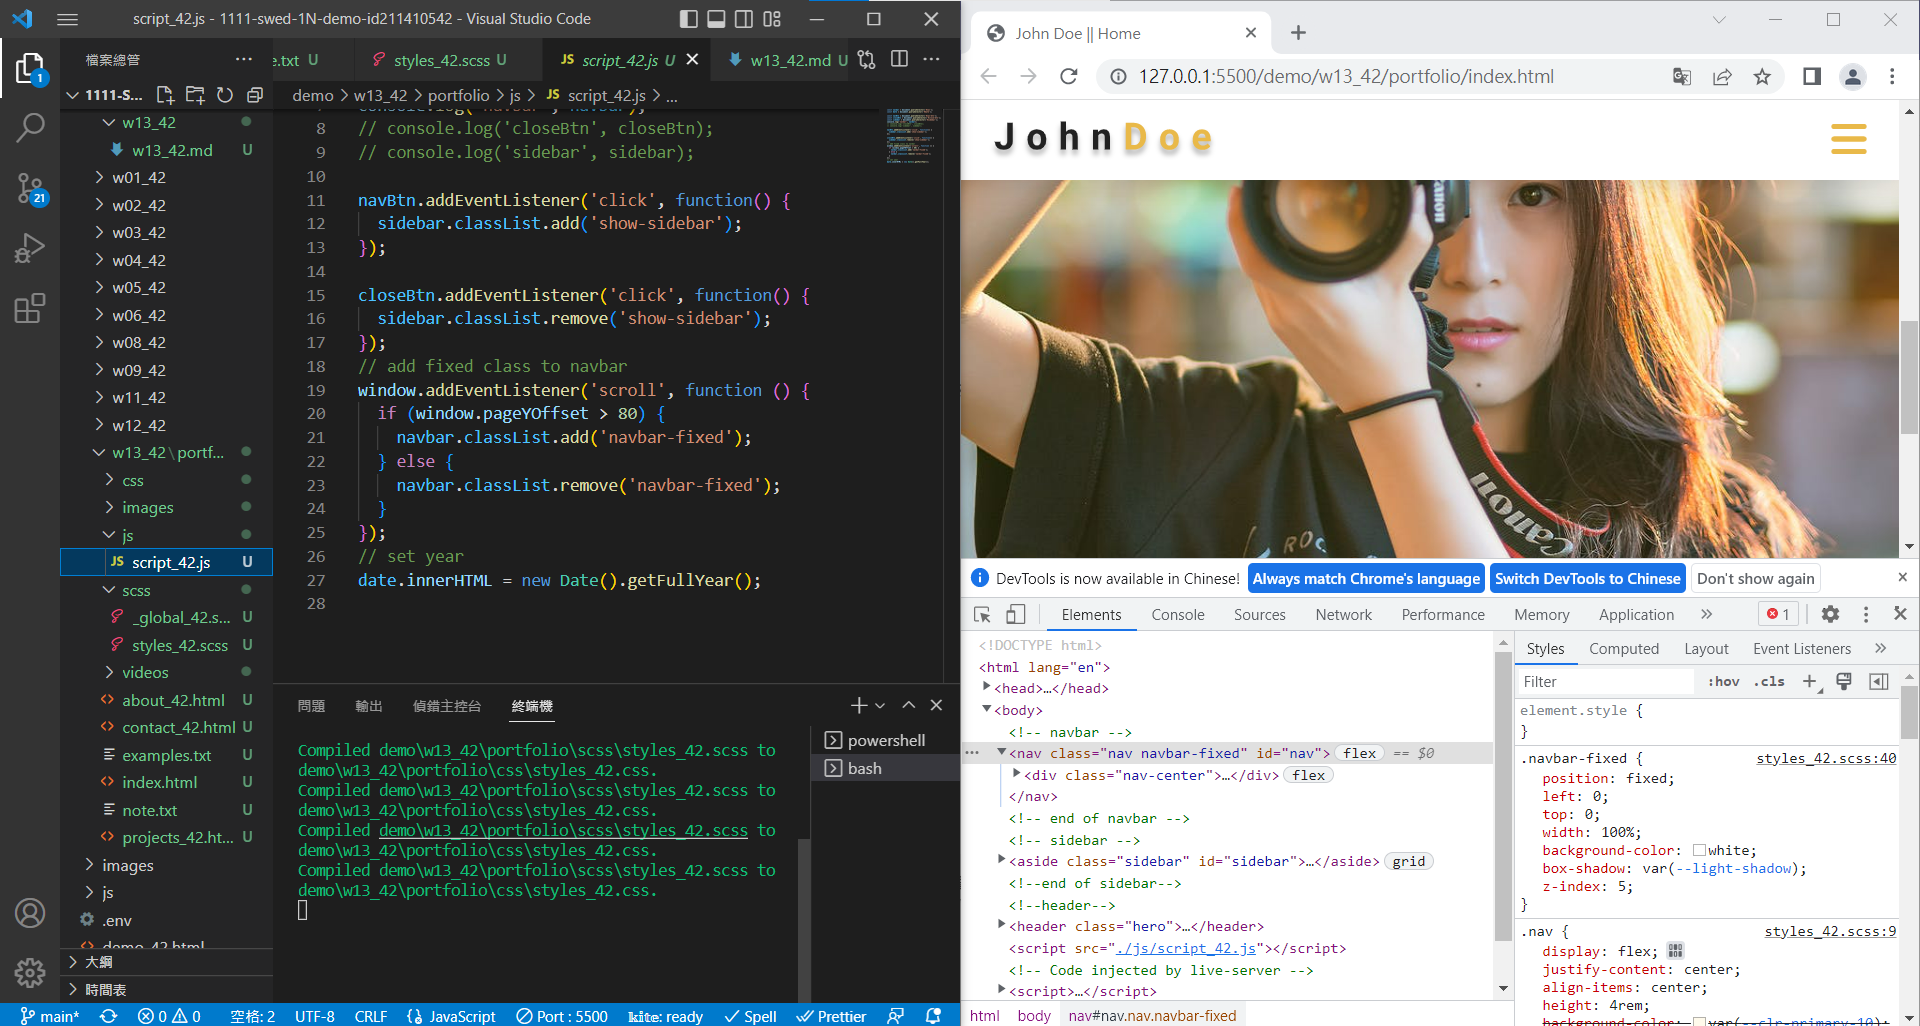 script_42.js - 1111-swed-1N-demo-id211410542 - Visual Studio Code
檔案總管
e.txt U
styles_42.scss U
JS script_42.js U
w13_42.md U
1111-S...
demo > w13_42 > portfolio > js > JS script_42.js > ...
w13_42
w13_42.md U
w01_42
w02_42
w03_42
w04_42
w05_42
w06_42
w08_42
w09_42
w11_42
w12_42
w13_42\portf...
css
images
js
JS script_42.js U
scss
_global_42.s... U
styles_42.scss U
videos
about_42.html U
contact_42.html U
examples.txt U
index.html U
note.txt U
projects_42.ht... U
images
js
.env
demo_42.html
大綱
時間表
1
21
8 // console.log('closeBtn', closeBtn);
9 // console.log('sidebar', sidebar);
10
11 navBtn.addEventListener('click', function() {
12 sidebar.classList.add('show-sidebar');
13 });
14
15 closeBtn.addEventListener('click', function() {
16 sidebar.classList.remove('show-sidebar');
17 });
18 // add fixed class to navbar
19 window.addEventListener('scroll', function () {
20 if (window.pageYOffset > 80) {
21 navbar.classList.add('navbar-fixed');
22 } else {
23 navbar.classList.remove('navbar-fixed');
24 }
25 });
26 // set year
27 date.innerHTML = new Date().getFullYear();
28
問題 輸出 偵錯主控台 終端機
powershell
bash
Compiled demo\w13_42\portfolio\scss\styles_42.scss to
demo\w13_42\portfolio\css\styles_42.css.
Compiled demo\w13_42\portfolio\scss\styles_42.scss to
demo\w13_42\portfolio\css\styles_42.css.
Compiled demo\w13_42\portfolio\scss\styles_42.scss to
demo\w13_42\portfolio\css\styles_42.css.
Compiled demo\w13_42\portfolio\scss\styles_42.scss to
demo\w13_42\portfolio\css\styles_42.css.
main* 0 0 空格: 2 UTF-8 CRLF {} JavaScript Port : 5500 kite: ready Spell Prettier
John Doe || Home
127.0.0.1:5500/demo/w13_42/portfolio/index.html
JohnDoe
Canon
Canon
DevTools is now available in Chinese! Always match Chrome's language Switch DevTools to Chinese Don't show again
Elements Console Sources Network Performance Memory Application » 1
<!DOCTYPE html>
<html lang="en">
<head>…</head>
<body>
<!-- navbar -->
<nav class="nav navbar-fixed" id="nav"> flex == $0
<div class="nav-center">…</div> flex
</nav>
<!-- end of navbar -->
<!-- sidebar -->
<aside class="sidebar" id="sidebar">…</aside> grid
<!--end of sidebar-->
<!--header-->
<header class="hero">…</header>
<script src="./js/script_42.js"></script>
<!-- Code injected by live-server -->
<script>…</script>
html body nav#nav.nav.navbar-fixed
Styles Computed Layout Event Listeners »
Filter :hov .cls
element.style {
}
.navbar-fixed { styles_42.scss:40
position: fixed;
left: 0;
top: 0;
width: 100%;
background-color: white;
box-shadow: var(--light-shadow);
z-index: 5;
}
.nav { styles_42.scss:9
display: flex;
justify-content: center;
align-items: center;
height: 4rem;
background-color: var(--clr-primary-10);